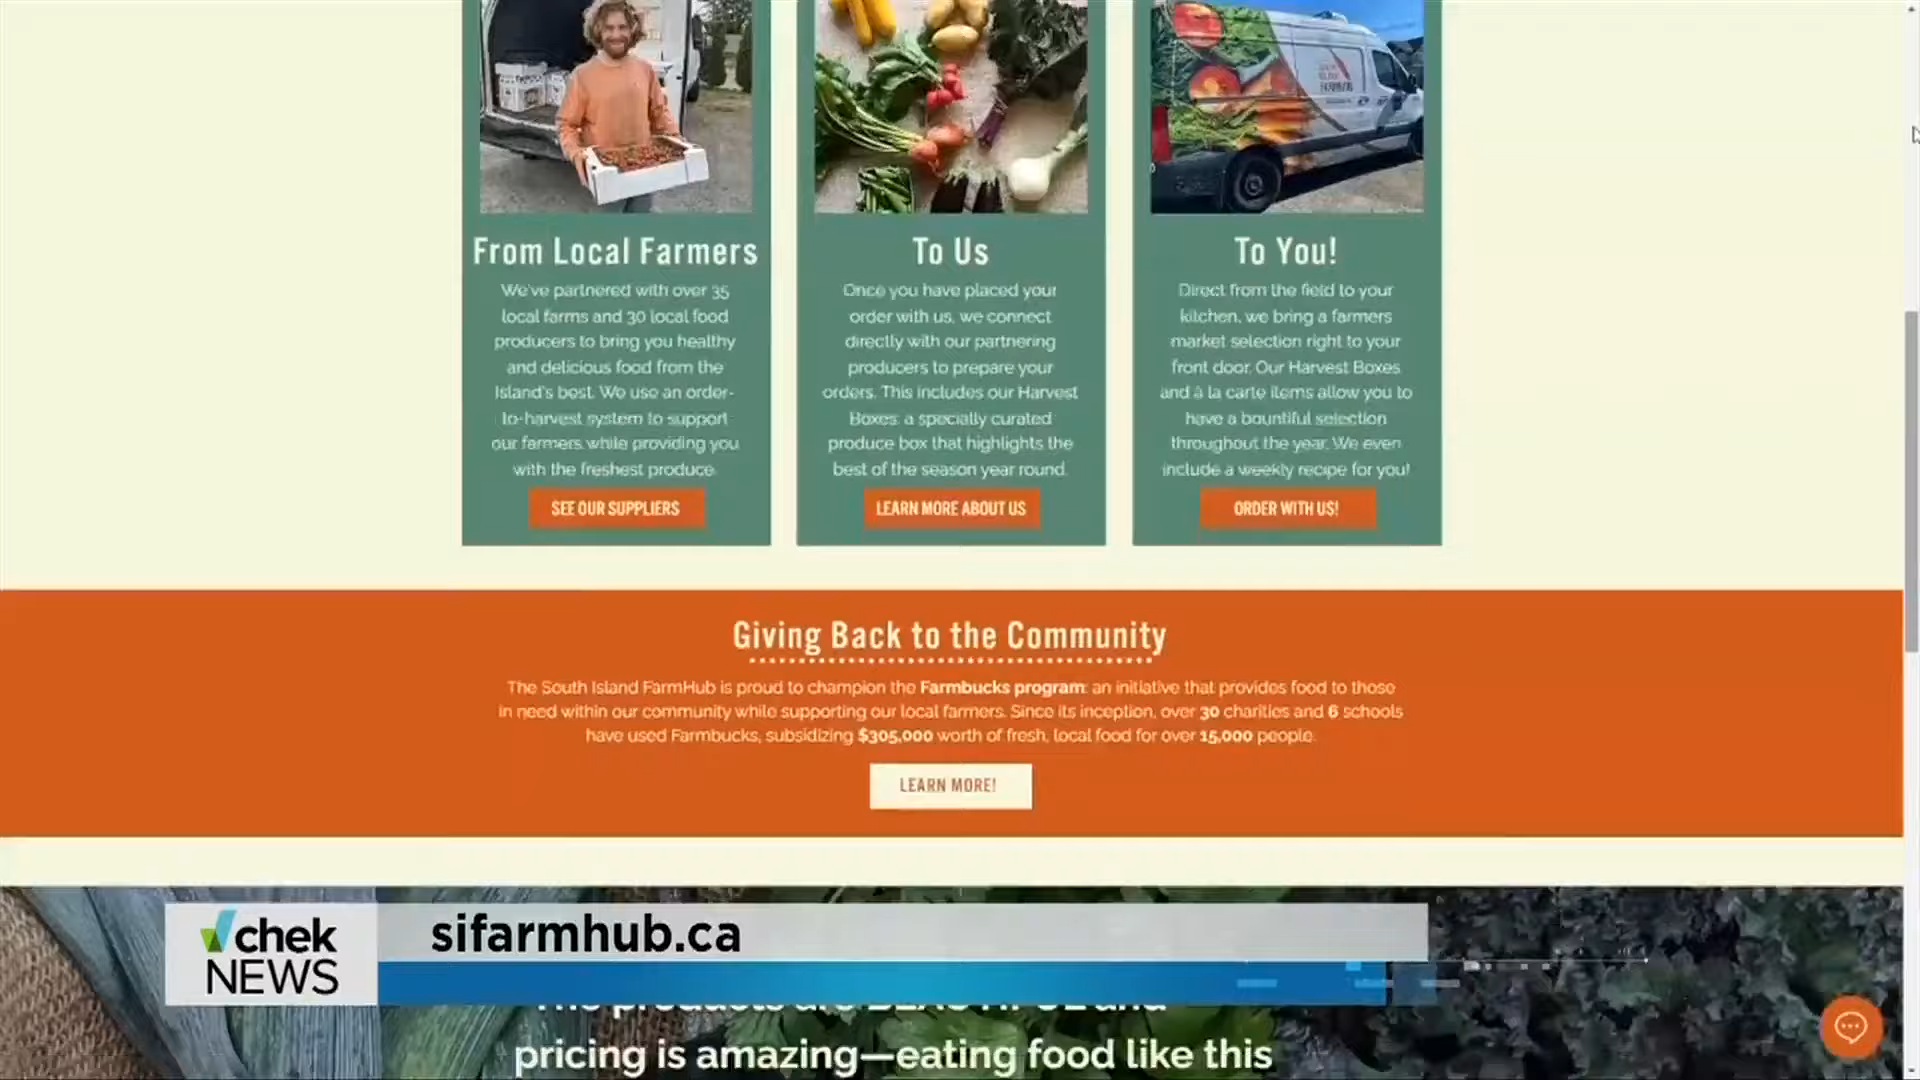 From Local Farmers
We've partnered with over 35
local farms and 30 local food
producers to bring you healthy
and delicious food from the
Island's best. We use an order-
to-harvest system to support
our farmers while providing you
with the freshest produce.
SEE OUR SUPPLIERS
To Us
Once you have placed your
order with us, we connect
directly with our partnering
producers to prepare your
orders. This includes our Harvest
Boxes: a specially curated
produce box that highlights the
best of the season year round.
LEARN MORE ABOUT US
To You!
Direct from the field to your
kitchen, we bring a farmers
market selection right to your
front door. Our Harvest Boxes
and à la carte items allow you to
have a bountiful selection
throughout the year. We even
include a weekly recipe for you!
ORDER WITH US!
Giving Back to the Community
The South Island FarmHub is proud to champion the Farmbucks program: an initiative that provides food to those
in need within our community while supporting our local farmers. Since its inception, over 30 charities and 6 schools
have used Farmbucks, subsidizing $305,000 worth of fresh, local food for over 15,000 people.
LEARN MORE!
chek
NEWS
sifarmhub.ca
pricing is amazing—eating food like this